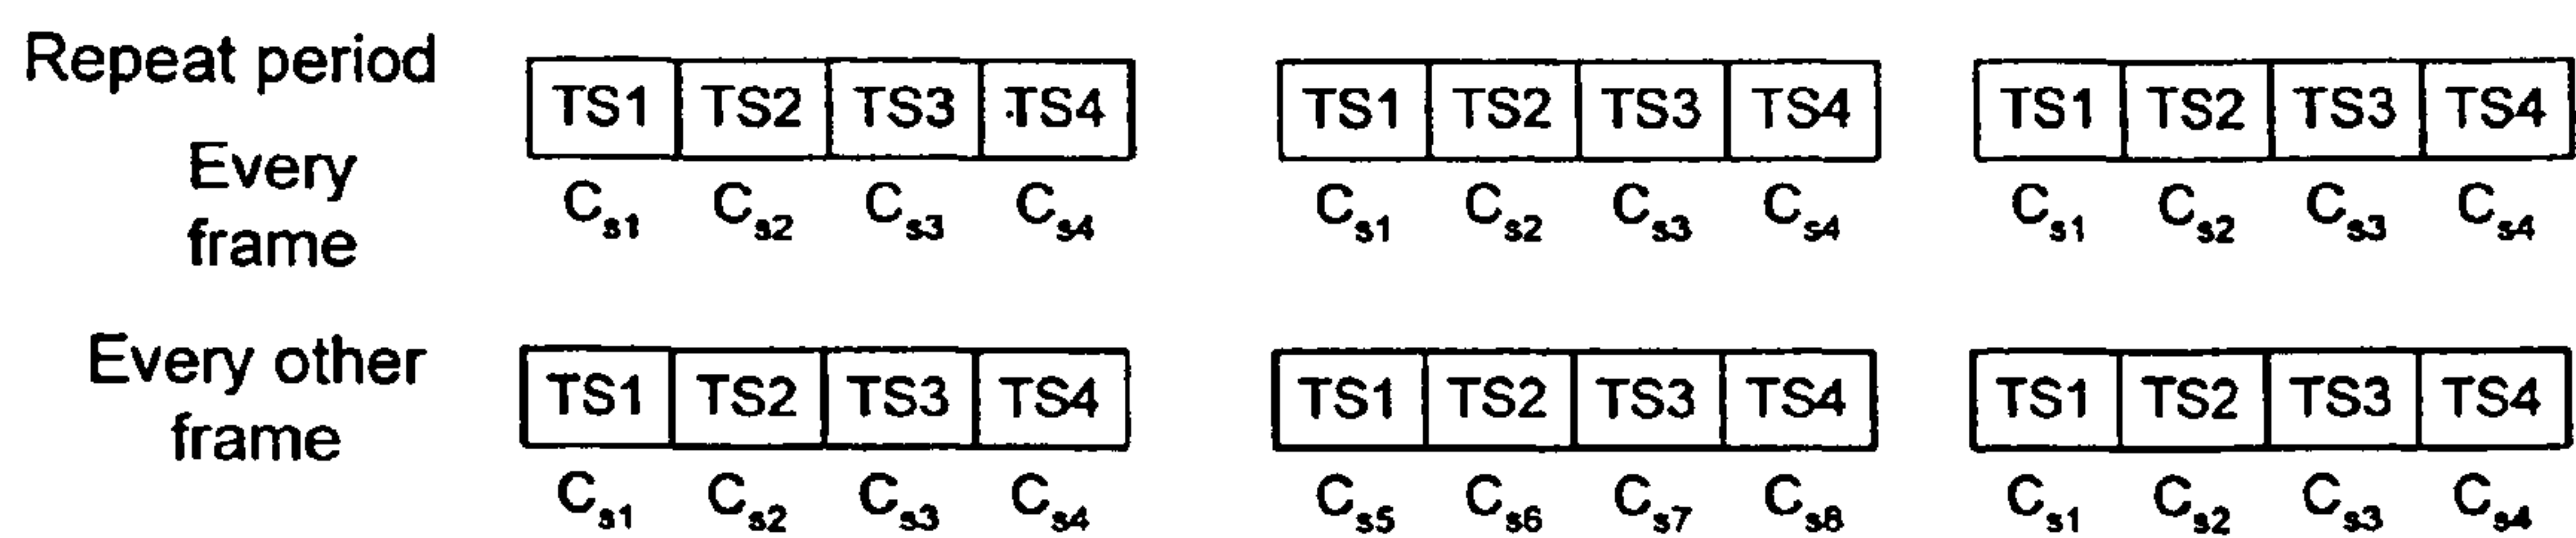 Repeat period
TS1 TS2 TS3 TS4 TS1 TS2 TS3 TS4 TS1 TS2 TS3 TS4
Every
frame
Cs1 Cs2 Cs3 Cs4 Cs1 Cs2 Cs3 Cs4 Cs1 Cs2 Cs3 Cs4
Every other
frame
TS1 TS2 TS3 TS4 TS1 TS2 TS3 TS4 TS1 TS2 TS3 TS4
Cs1 Cs2 Cs3 Cs4 Cs5 Cs6 Cs7 Cs8 Cs1 Cs2 Cs3 Cs4